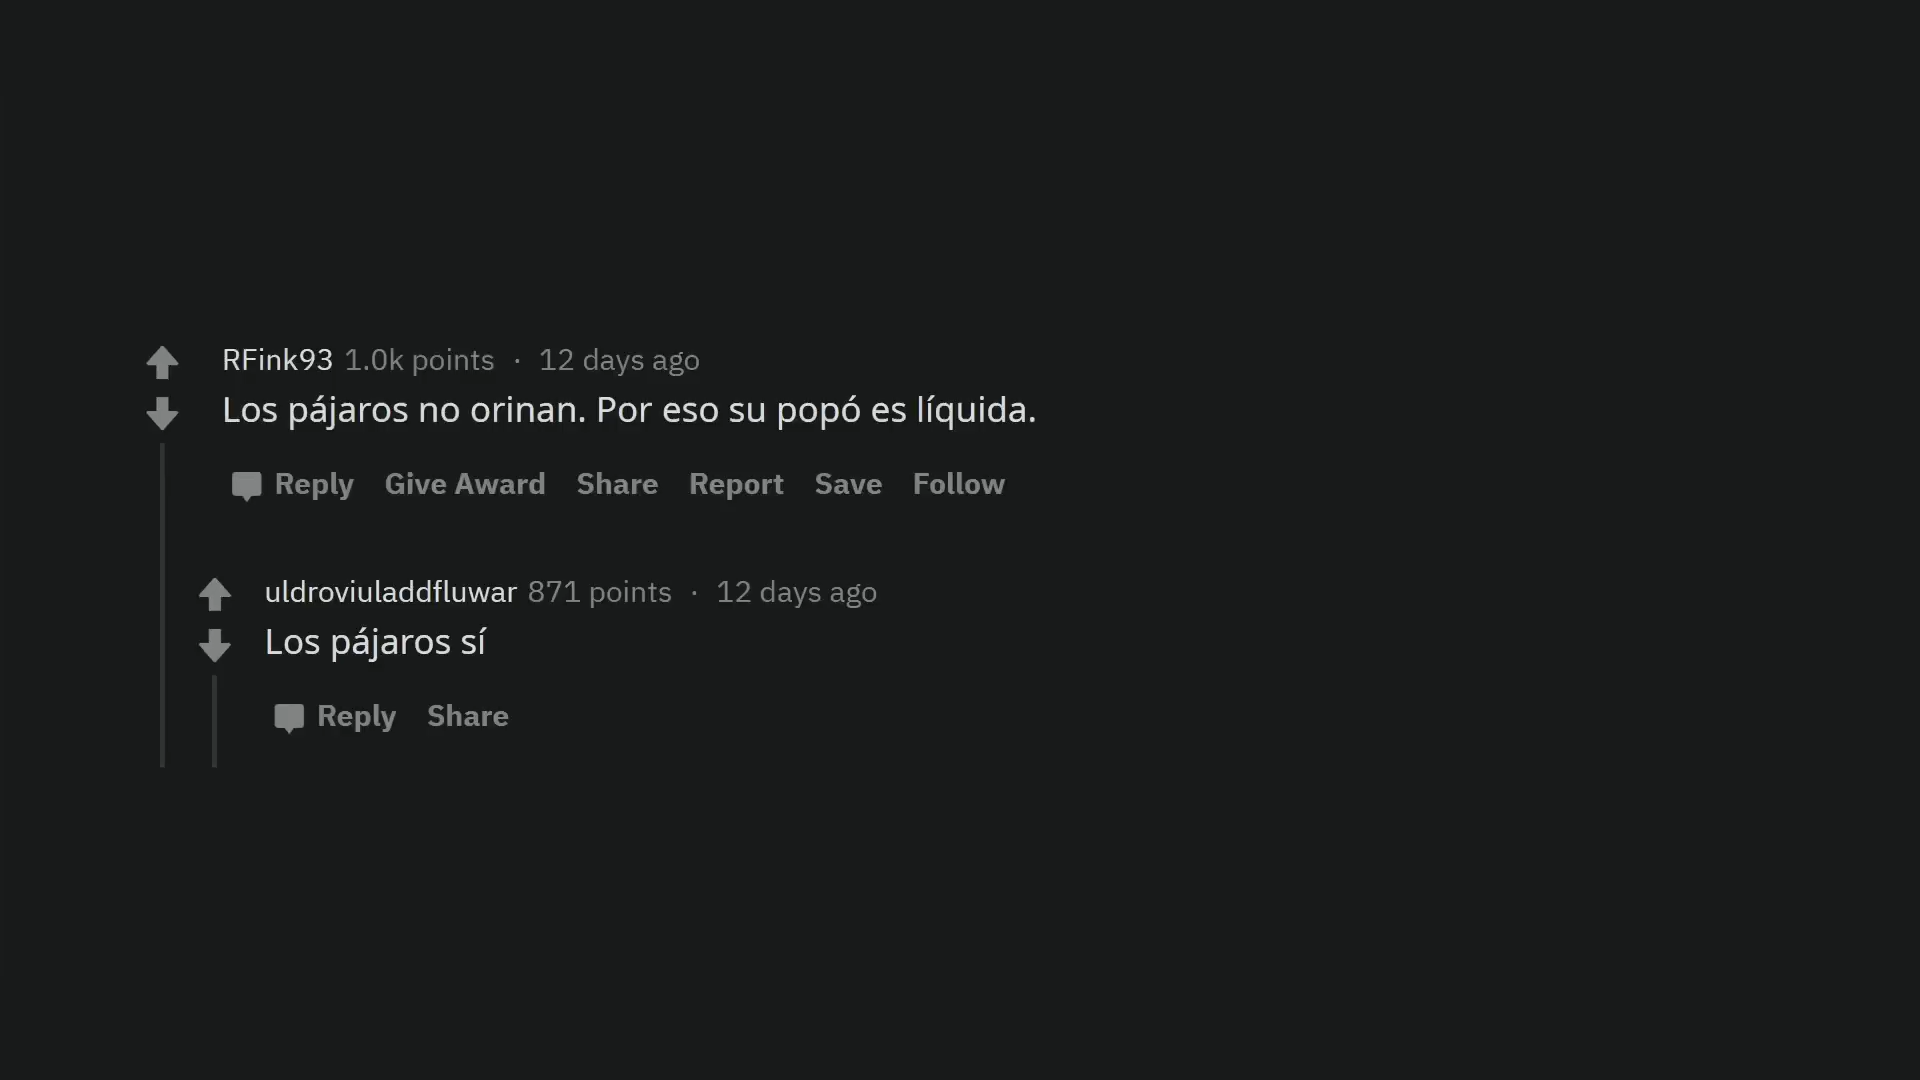 RFink93 1.0k points · 12 days ago
Los pájaros no orinan. Por eso su popó es líquida.
Reply Give Award Share Report Save Follow
uldroviuladdfluwar 871 points · 12 days ago
Los pájaros sí
Reply Share